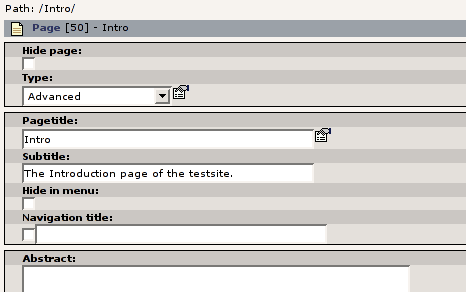 Path: /Intro/
Page [50] - Intro
Hide page:
Type:
Advanced
Pagetitle:
Intro
Subtitle:
The Introduction page of the testsite.
Hide in menu:
Navigation title:
Abstract: